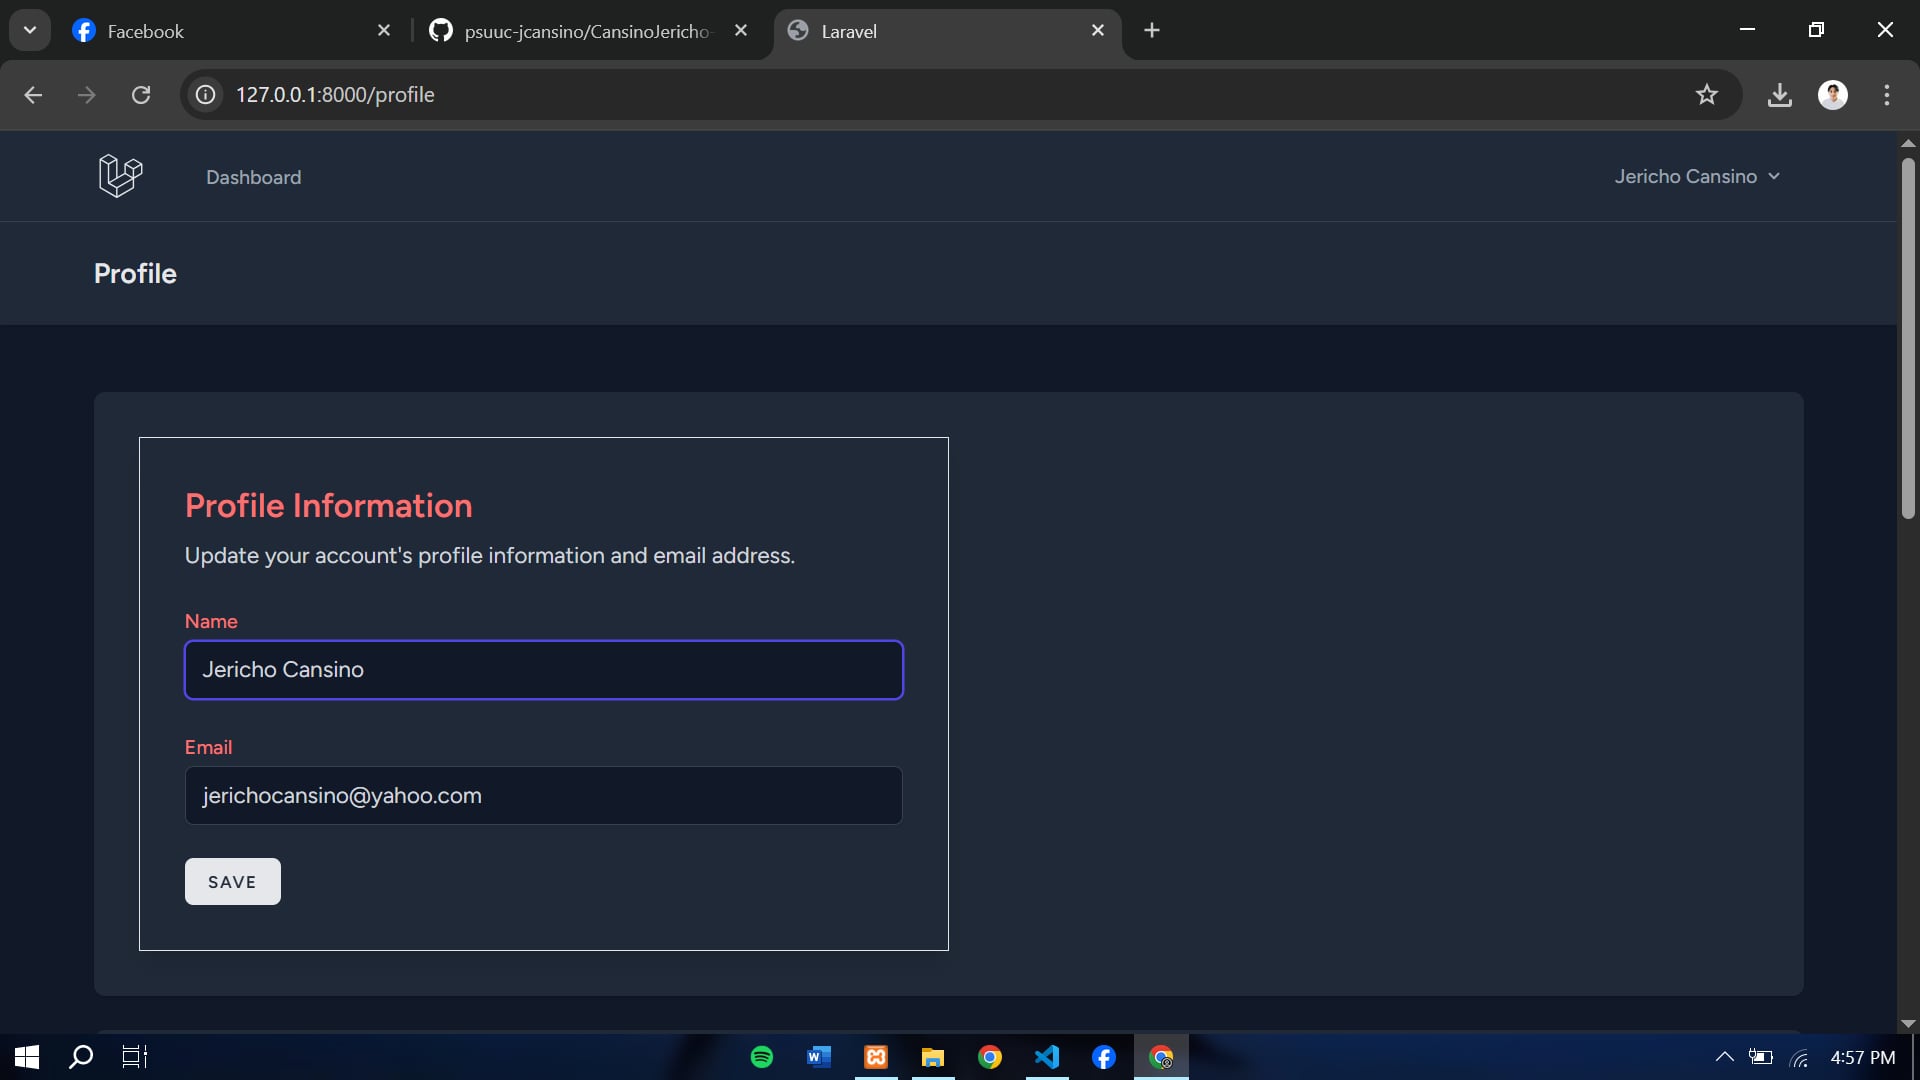 Facebook
psuuc-jcansino/CansinoJericho-
Laravel
127.0.0.1:8000/profile
Dashboard
Jericho Cansino
Profile
Profile Information
Update your account's profile information and email address.
Name
Jericho Cansino
Email
jerichocansino@yahoo.com
SAVE
4:57 PM